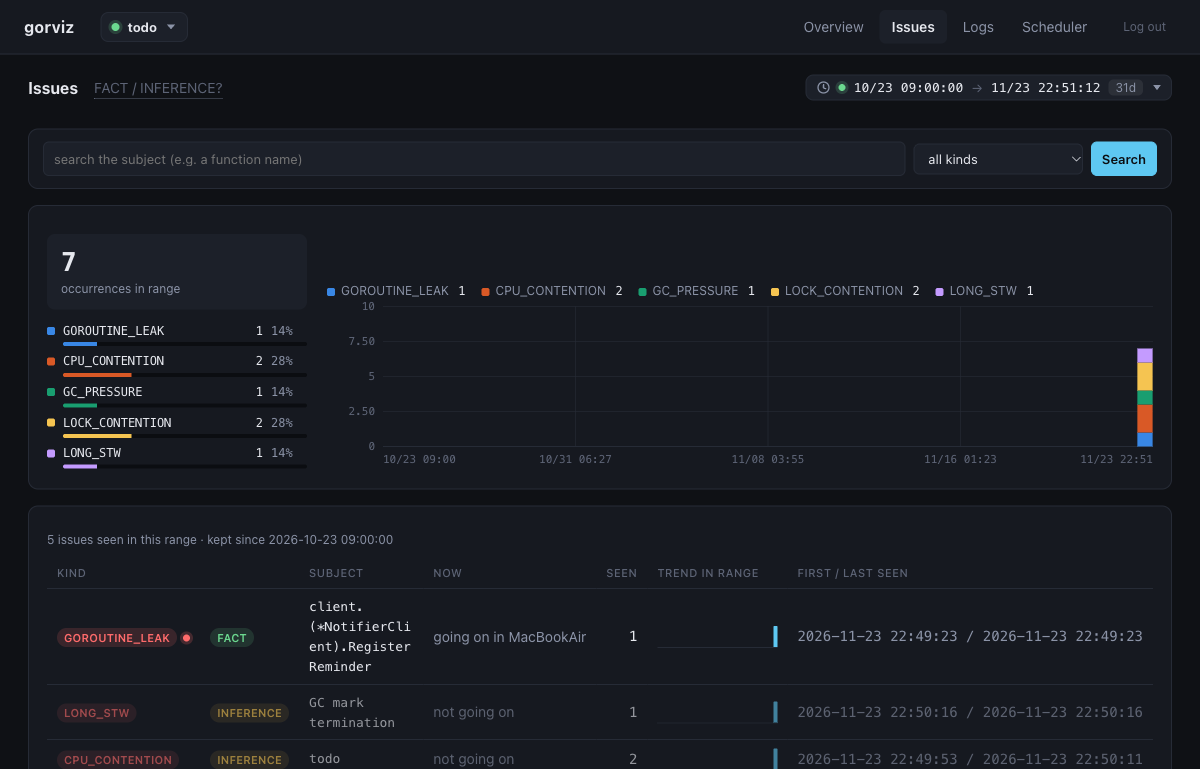 gorviz
todo
Overview
Issues
Logs
Scheduler
Log out
Issues
FACT / INFERENCE?
10/23 09:00:00 → 11/23 22:51:12 31d
search the subject (e.g. a function name)
all kinds
Search
7
occurrences in range
GOROUTINE_LEAK 1 14%
CPU_CONTENTION 2 28%
GC_PRESSURE 1 14%
LOCK_CONTENTION 2 28%
LONG_STW 1 14%
GOROUTINE_LEAK 1 CPU_CONTENTION 2 GC_PRESSURE 1 LOCK_CONTENTION 2 LONG_STW 1
10
7.50
5
2.50
0
10/23 09:00 10/31 06:27 11/08 03:55 11/16 01:23 11/23 22:51
5 issues seen in this range · kept since 2026-10-23 09:00:00
KIND SUBJECT NOW SEEN TREND IN RANGE FIRST / LAST SEEN
GOROUTINE_LEAK FACT
client.
(*NotifierCli
ent).Register
Reminder
going on in MacBookAir 1 2026-11-23 22:49:23 / 2026-11-23 22:49:23
LONG_STW INFERENCE
GC mark
termination
not going on 1 2026-11-23 22:50:16 / 2026-11-23 22:50:16
CPU_CONTENTION INFERENCE todo not going on 2 2026-11-23 22:49:53 / 2026-11-23 22:50:11